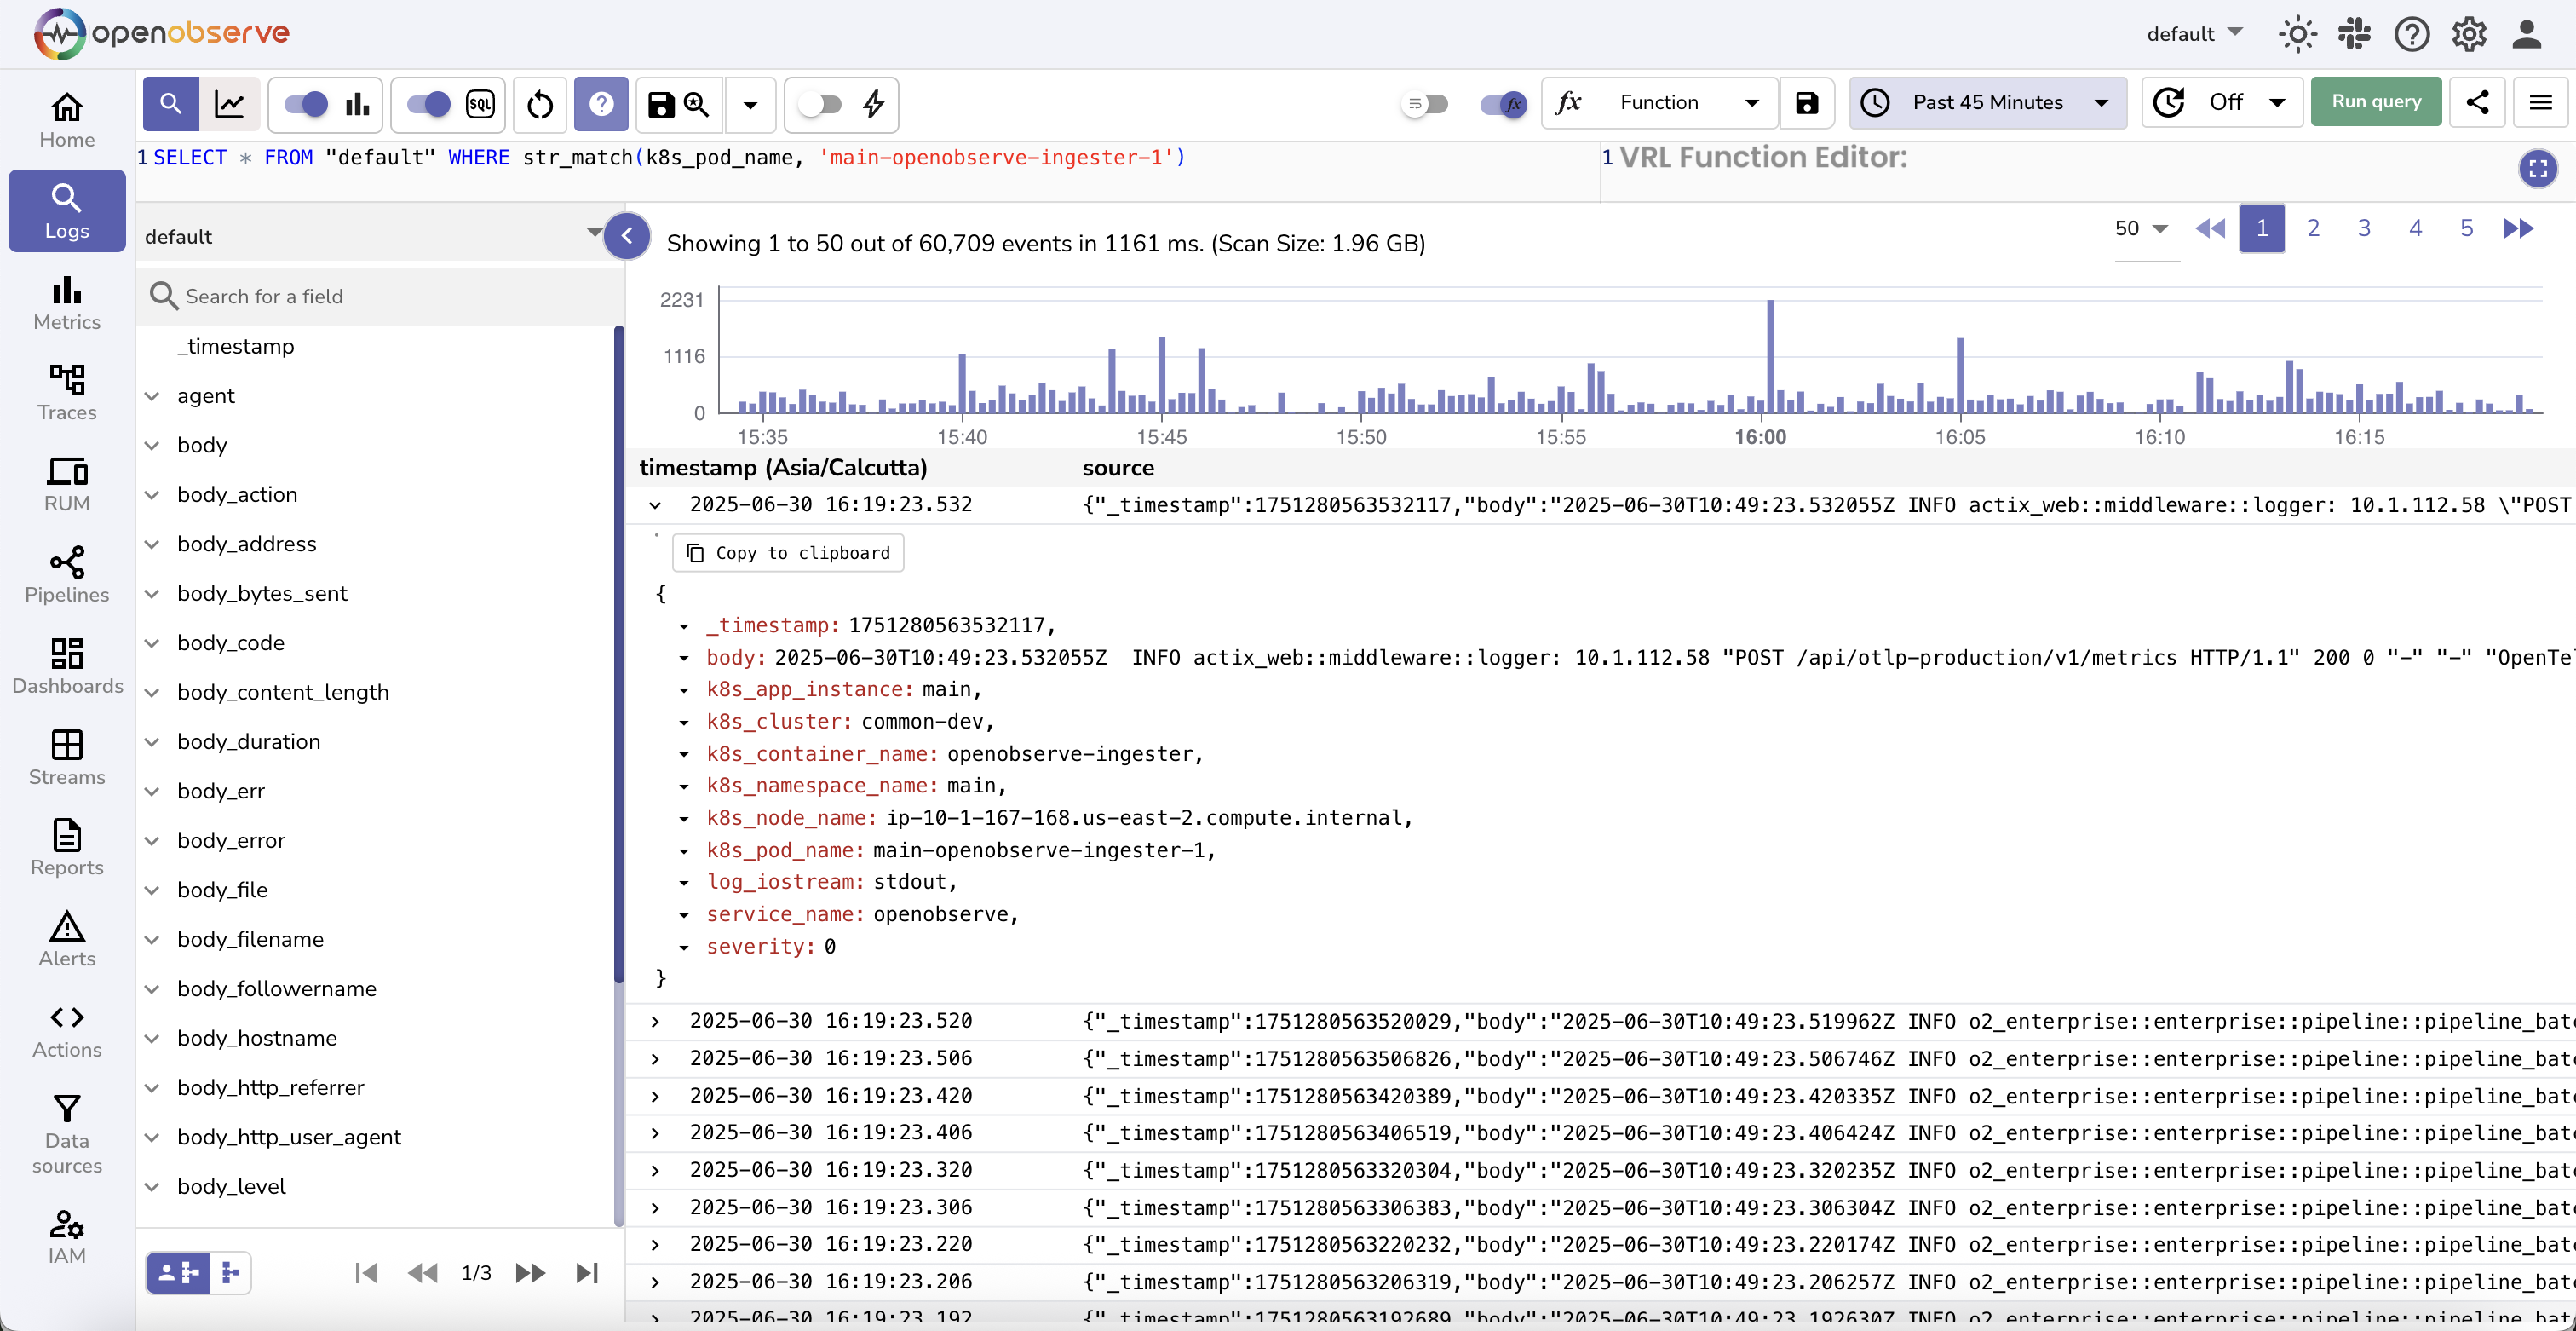 openobserve
default
Home
Logs
Metrics
Traces
RUM
Pipelines
Dashboards
Streams
Reports
Alerts
Actions
Data
sources
IAM
SQL
?
fx
fx Function
Past 45 Minutes
Off
Run query
1 SELECT * FROM "default" WHERE str_match(k8s_pod_name, 'main-openobserve-ingester-1')
1 VRL Function Editor:
default
Search for a field
_timestamp
agent
body
body_action
body_address
body_bytes_sent
body_code
body_content_length
body_duration
body_err
body_error
body_file
body_filename
body_followername
body_hostname
body_http_referrer
body_http_user_agent
body_level
1/3
Showing 1 to 50 out of 60,709 events in 1161 ms. (Scan Size: 1.96 GB)
50 1 2 3 4 5
2231
1116
0
15:35 15:40 15:45 15:50 15:55 16:00 16:05 16:10 16:15
timestamp (Asia/Calcutta) source
2025-06-30 16:19:23.532 {"_timestamp":1751280563532117,"body":"2025-06-30T10:49:23.532055Z INFO actix_web::middleware::logger: 10.1.112.58 \"POST
Copy to clipboard
{
_timestamp: 1751280563532117,
body: 2025-06-30T10:49:23.532055Z  INFO actix_web::middleware::logger: 10.1.112.58 "POST /api/otlp-production/v1/metrics HTTP/1.1" 200 0 "-" "-" "OpenTe
k8s_app_instance: main,
k8s_cluster: common-dev,
k8s_container_name: openobserve-ingester,
k8s_namespace_name: main,
k8s_node_name: ip-10-1-167-168.us-east-2.compute.internal,
k8s_pod_name: main-openobserve-ingester-1,
log_iostream: stdout,
service_name: openobserve,
severity: 0
}
2025-06-30 16:19:23.520 {"_timestamp":1751280563520029,"body":"2025-06-30T10:49:23.519962Z INFO o2_enterprise::enterprise::pipeline::pipeline_batc
2025-06-30 16:19:23.506 {"_timestamp":1751280563506826,"body":"2025-06-30T10:49:23.506746Z INFO o2_enterprise::enterprise::pipeline::pipeline_batc
2025-06-30 16:19:23.420 {"_timestamp":1751280563420389,"body":"2025-06-30T10:49:23.420335Z INFO o2_enterprise::enterprise::pipeline::pipeline_batc
2025-06-30 16:19:23.406 {"_timestamp":1751280563406519,"body":"2025-06-30T10:49:23.406424Z INFO o2_enterprise::enterprise::pipeline::pipeline_batc
2025-06-30 16:19:23.320 {"_timestamp":1751280563320304,"body":"2025-06-30T10:49:23.320235Z INFO o2_enterprise::enterprise::pipeline::pipeline_batc
2025-06-30 16:19:23.306 {"_timestamp":1751280563306383,"body":"2025-06-30T10:49:23.306304Z INFO o2_enterprise::enterprise::pipeline::pipeline_batc
2025-06-30 16:19:23.220 {"_timestamp":1751280563220232,"body":"2025-06-30T10:49:23.220174Z INFO o2_enterprise::enterprise::pipeline::pipeline_batc
2025-06-30 16:19:23.206 {"_timestamp":1751280563206319,"body":"2025-06-30T10:49:23.206257Z INFO o2_enterprise::enterprise::pipeline::pipeline_batc
2025-06-30 16:19:23.192 {"_timestamp":1751280563192689,"body":"2025-06-30T10:49:23.192630Z INFO o2_enterprise::enterprise::pipeline::pipeline_batc